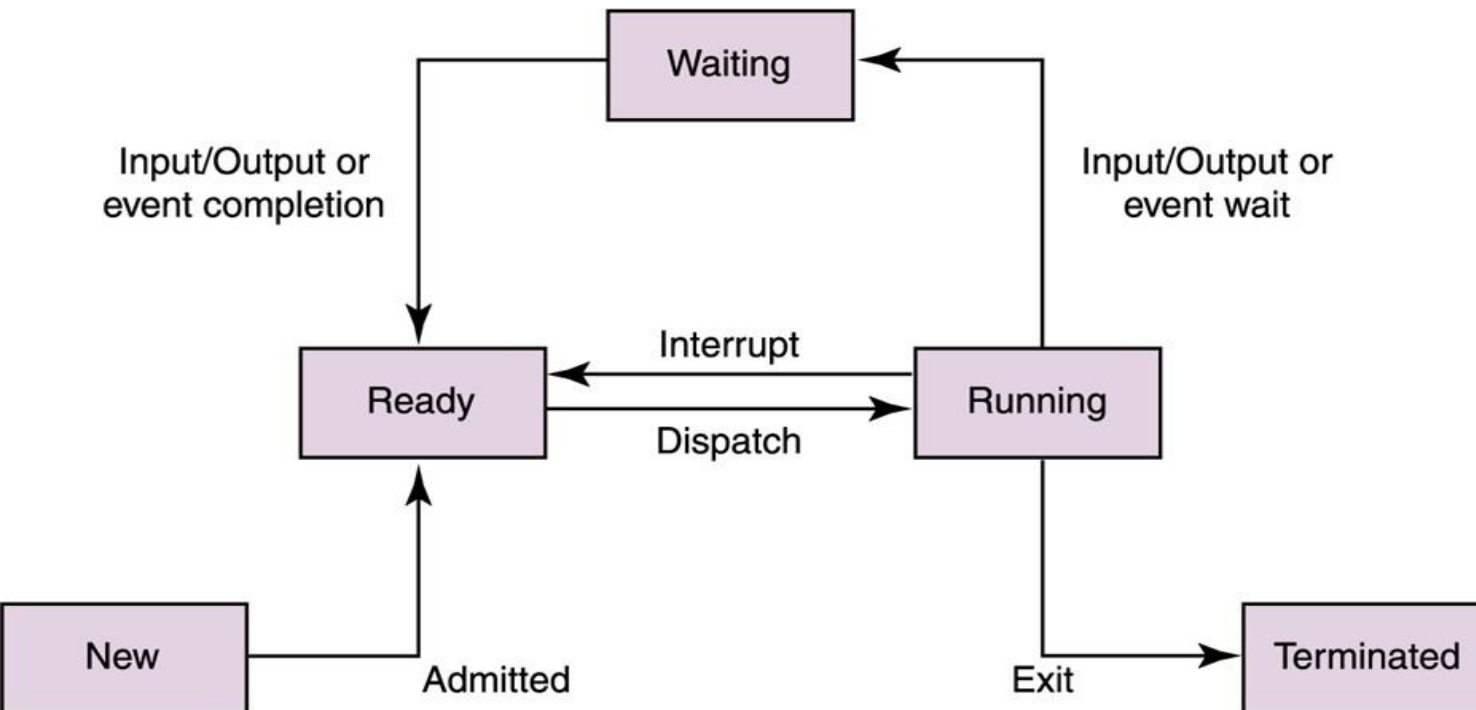 Waiting
Input/Output or
event completion
Input/Output or
event wait
Interrupt
Ready
Running
Dispatch
New
Admitted
Exit
Terminated